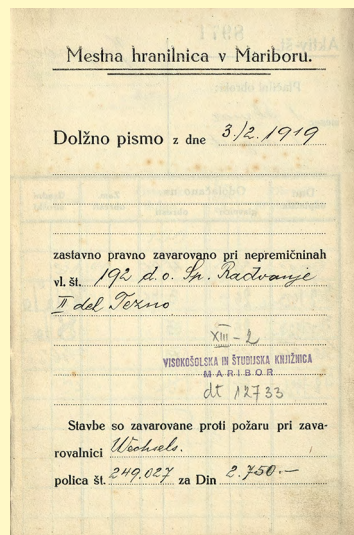 Mestna hranilnica v Mariboru.
Dolžno pismo z dne 3./2. 1919
zastavno pravno zavarovano pri nepremičninah
vl. št. 192 d. o. Sp. Radvanje
II del Tezno
XIII - 2
VISOKOŠOLSKA IN ŠTUDIJSKA KNJIŽNICA
MARIBOR
dt 12733
Stavbe so zavarovane proti požaru pri zava-
rovalnici Wechsels.
polica št. 249.027 za Din 2.750.—